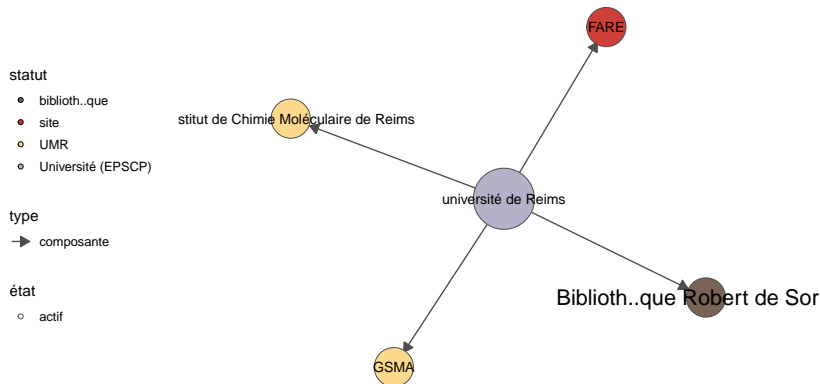 FARE
statut
biblioth..que
site
UMR
Université (EPSCP)
stitut de Chimie Moléculaire de Reims
université de Reims
type
composante
état
actif
Biblioth..que Robert de Sor
GSMA